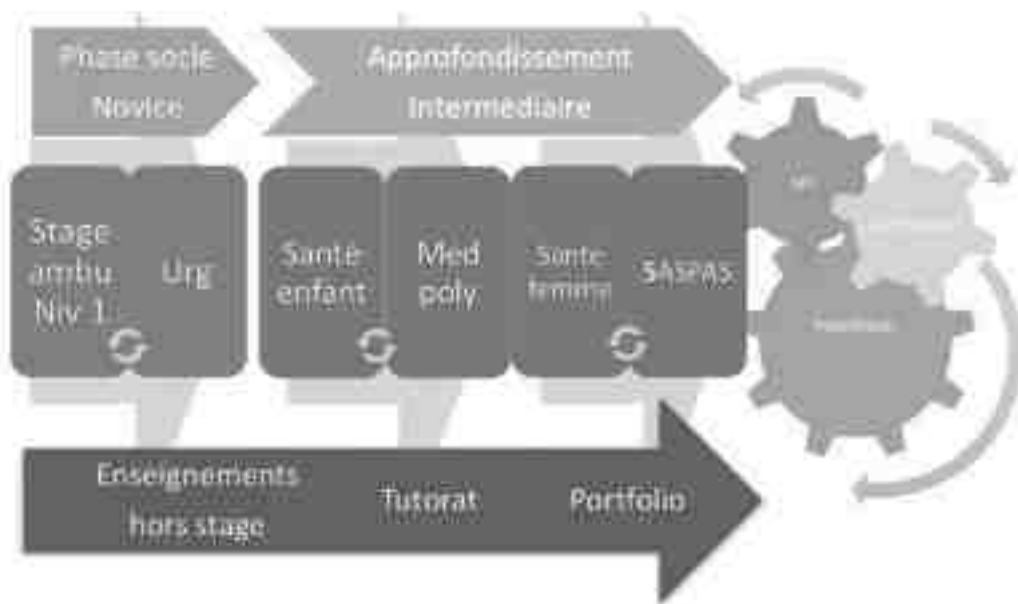 Phase socle
Novice
Approfondissement
Intermédiaire
Stage
ambu
Niv 1
Urg
Santé
enfant
Med
poly
Santé
femme
SASPAS
Enseignements
hors stage
Tutorat
Portfolio